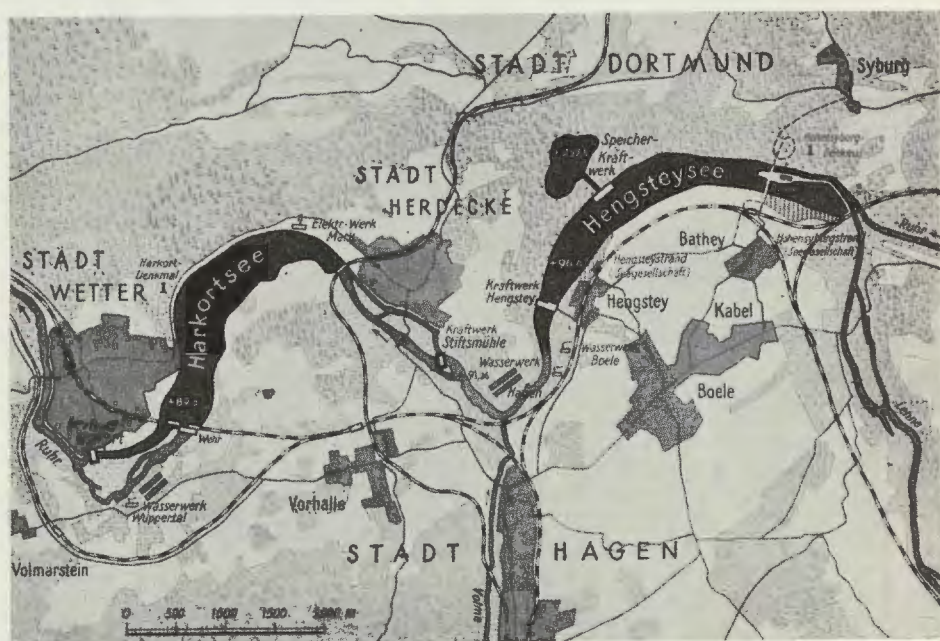 STADT DORTMUND
Syburg
Speicher-
Kraft-
werk
STADT
HERDECKE
Hengsteysee
Ruhr
Elektr.-Werk
Mark
Bathey
Harkort-
Denkmal
STADT
WETTER
Harkortsee
Kraftwerk
Hengstey
Hengstey
Kabel
Kraftwerk
Stiftsmühle
Wasserwerk
Hagen
Wasserwerk
Boele
Boele
Lenne
Ruhr
Wehr
Wasserwerk
Wuppertal
Vorhalle
Volmarstein
STADT HAGEN
Volme
0 500 1000 1500 2000 m